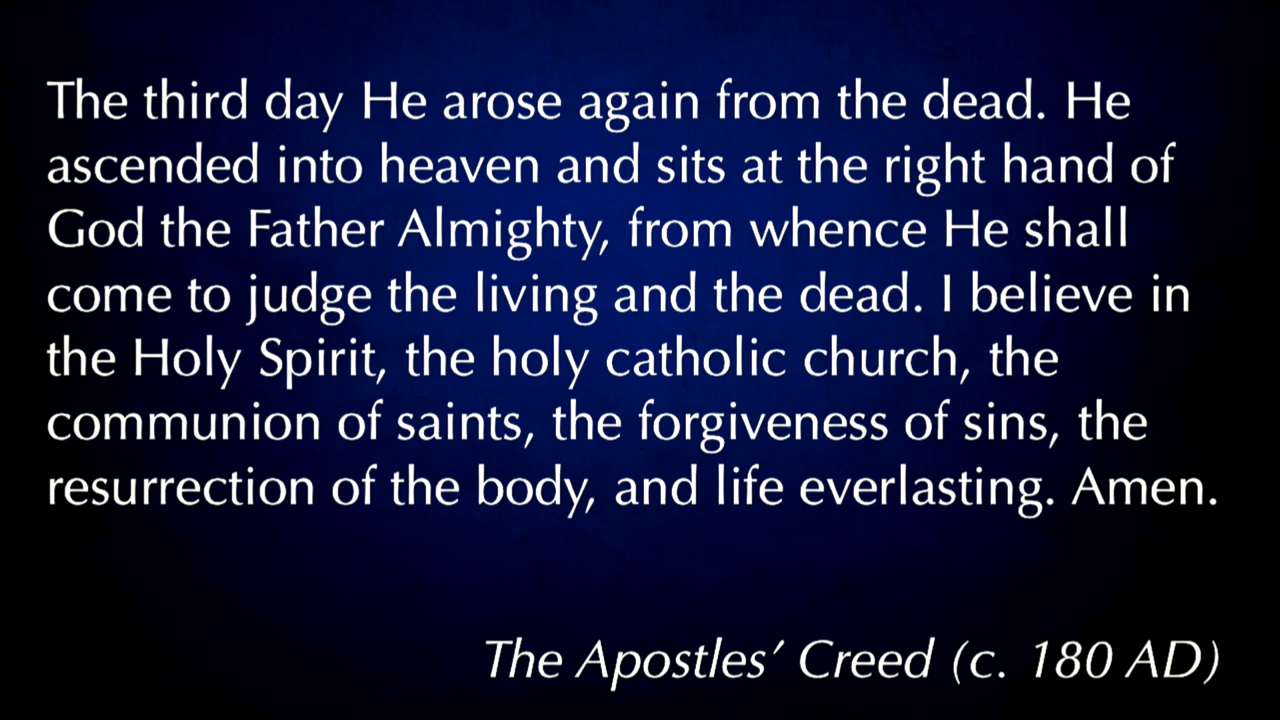 The third day He arose again from the dead. He
ascended into heaven and sits at the right hand of
God the Father Almighty, from whence He shall
come to judge the living and the dead. I believe in
the Holy Spirit, the holy catholic church, the
communion of saints, the forgiveness of sins, the
resurrection of the body, and life everlasting. Amen.
The Apostles’ Creed (c. 180 AD)